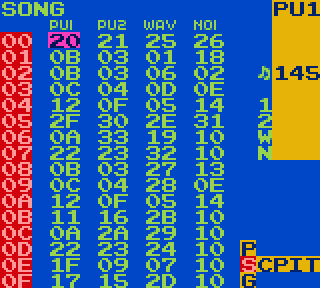 SONG PU1
PU1 PU2 WAV NOI
00 20 21 25 26
01 0B 03 01 18
02 0B 03 06 02 ♫145
03 0C 04 0D 0E
04 12 0F 05 14 1
05 2F 30 2E 31 2
06 0A 33 19 10 W
07 22 23 32 10 N
08 0B 03 27 13
09 0C 04 28 0E
0A 12 0F 05 14
0B 11 16 2B 10
0C 0A 2A 29 10
0D 22 23 24 10 P
0E 1F 09 07 10 SCPIT
0F 17 15 2D 10 G